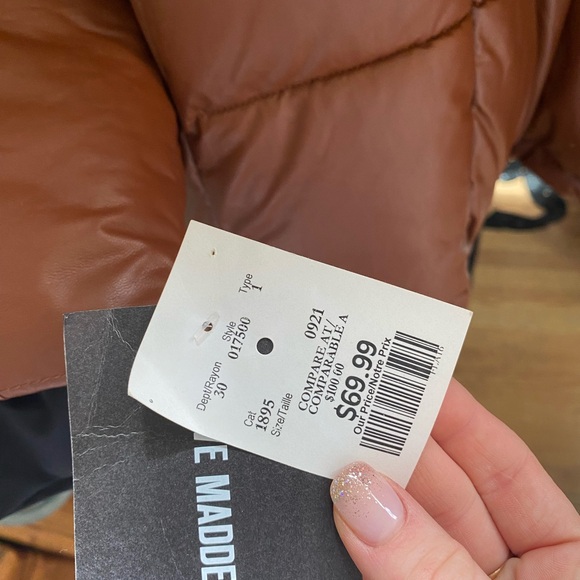 Dept/Rayon
30
Style
017500
Type
1
Cat
1895
Size/Taille
0921
COMPARE AT/
COMPARABLE A
$100.00
$69.99
Our Price/Notre Prix
E MADDE